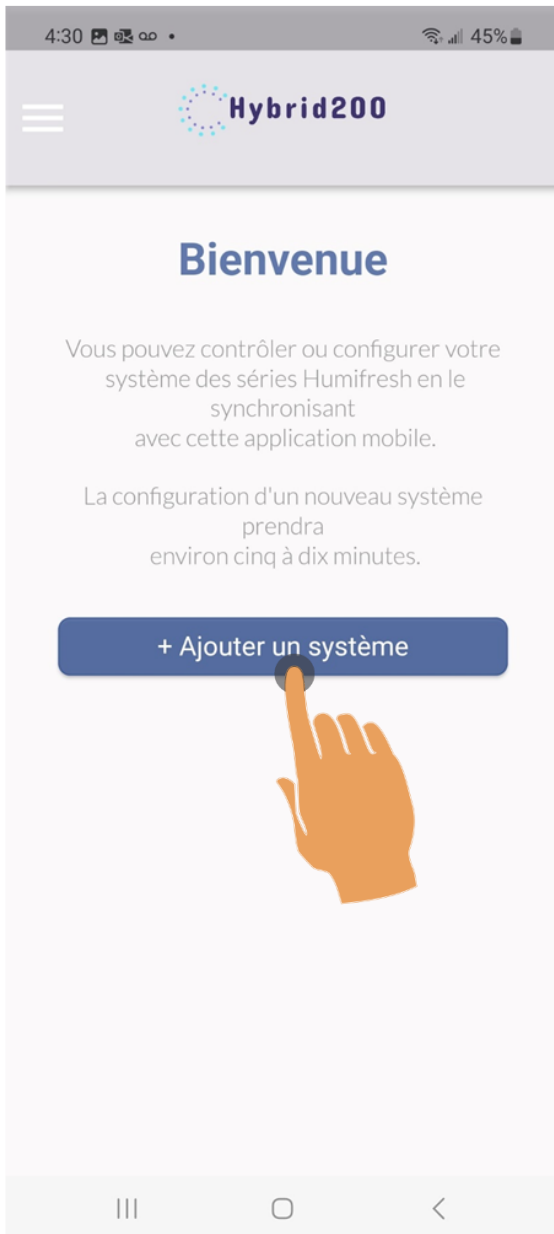 4:30
45%
Hybrid200
Bienvenue
Vous pouvez contrôler ou configurer votre
système des séries Humifresh en le
synchronisant
avec cette application mobile.
La configuration d'un nouveau système
prendra
environ cinq à dix minutes.
+ Ajouter un système